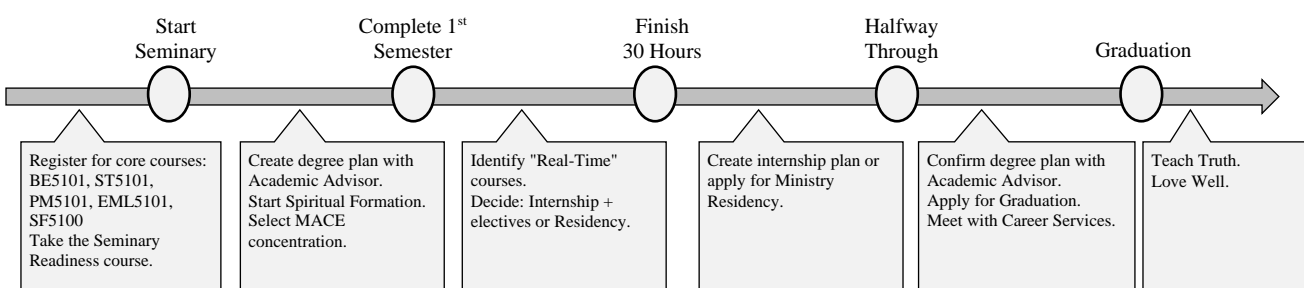 Start
Seminary
Complete 1st
Semester
Finish
30 Hours
Halfway
Through
Graduation
Register for core courses:
BE5101, ST5101,
PM5101, EML5101,
SF5100
Take the Seminary
Readiness course.
Create degree plan with
Academic Advisor.
Start Spiritual Formation.
Select MACE
concentration.
Identify "Real-Time"
courses.
Decide: Internship +
electives or Residency.
Create internship plan or
apply for Ministry
Residency.
Confirm degree plan with
Academic Advisor.
Apply for Graduation.
Meet with Career Services.
Teach Truth.
Love Well.